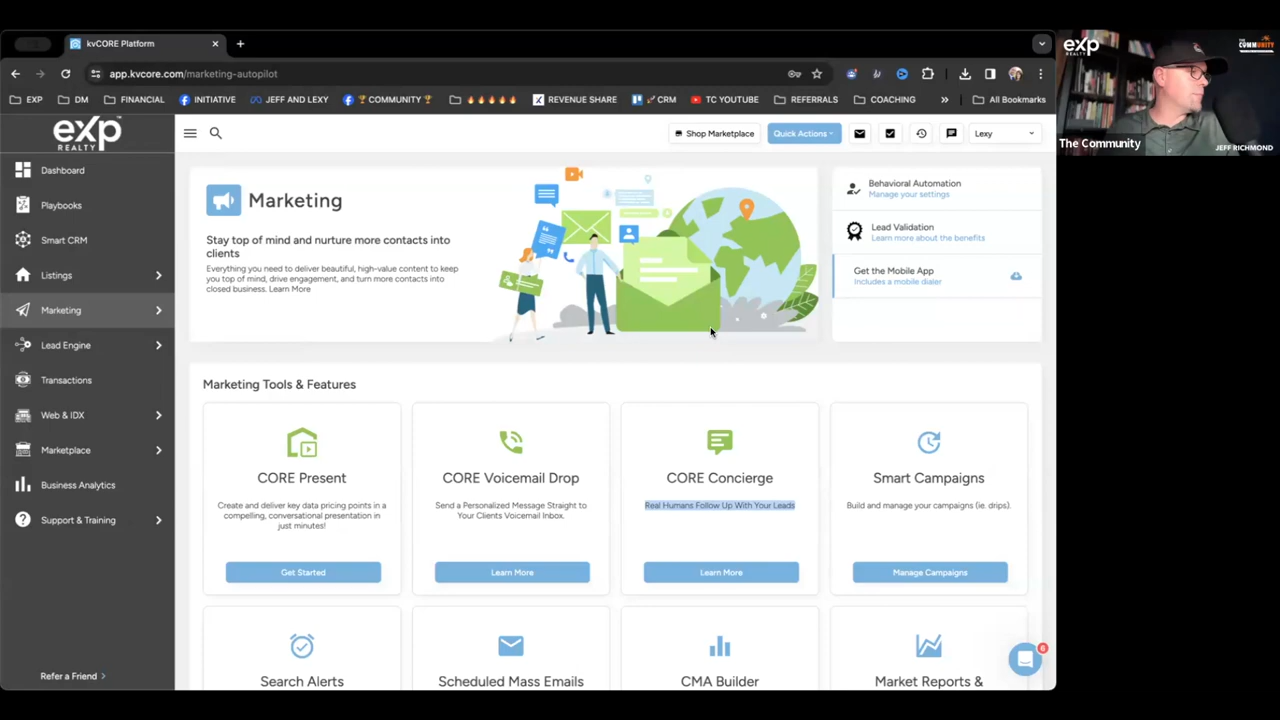 kvCORE Platform
app.kvcore.com/marketing-autopilot
EXP
DM
FINANCIAL
INITIATIVE
JEFF AND LEXY
COMMUNITY
REVENUE SHARE
CRM
TC YOUTUBE
REFERRALS
COACHING
All Bookmarks
exp
REALTY
THE COMMUNITY
The Community
JEFF RICHMOND
exp
REALTY
Shop Marketplace
Quick Actions
Lexy
Dashboard
Playbooks
Smart CRM
Listings
Marketing
Lead Engine
Transactions
Web & IDX
Marketplace
Business Analytics
Support & Training
Refer a Friend
Marketing
Stay top of mind and nurture more contacts into
clients
Everything you need to deliver beautiful, high-value content to keep
you top of mind, drive engagement, and turn more contacts into
closed business. Learn More
Behavioral Automation
Manage your settings
Lead Validation
Learn more about the benefits
Get the Mobile App
Includes a mobile dialer
Marketing Tools & Features
CORE Present
Create and deliver key data pricing points in a
compelling, conversational presentation in
just minutes!
Get Started
CORE Voicemail Drop
Send a Personalized Message Straight to
Your Clients Voicemail Inbox.
Learn More
CORE Concierge
Real Humans Follow Up With Your Leads
Learn More
Smart Campaigns
Build and manage your campaigns (ie. drips).
Manage Campaigns
Search Alerts
Scheduled Mass Emails
CMA Builder
Market Reports &
6